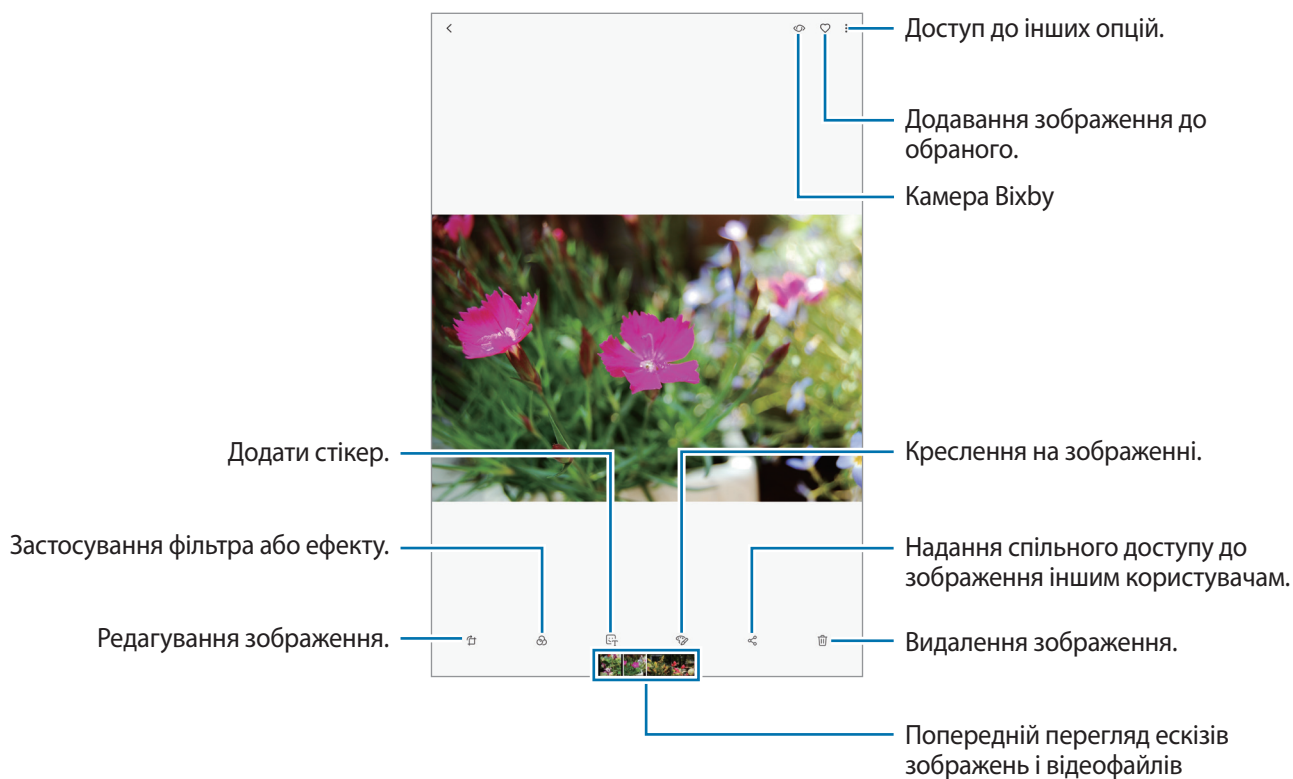 Доступ до інших опцій.
Додавання зображення до
обраного.
Камера Bixby
Додати стікер.
Креслення на зображенні.
Застосування фільтра або ефекту.
Надання спільного доступу до
зображення іншим користувачам.
Редагування зображення.
Видалення зображення.
Попередній перегляд ескізів
зображень і відеофайлів